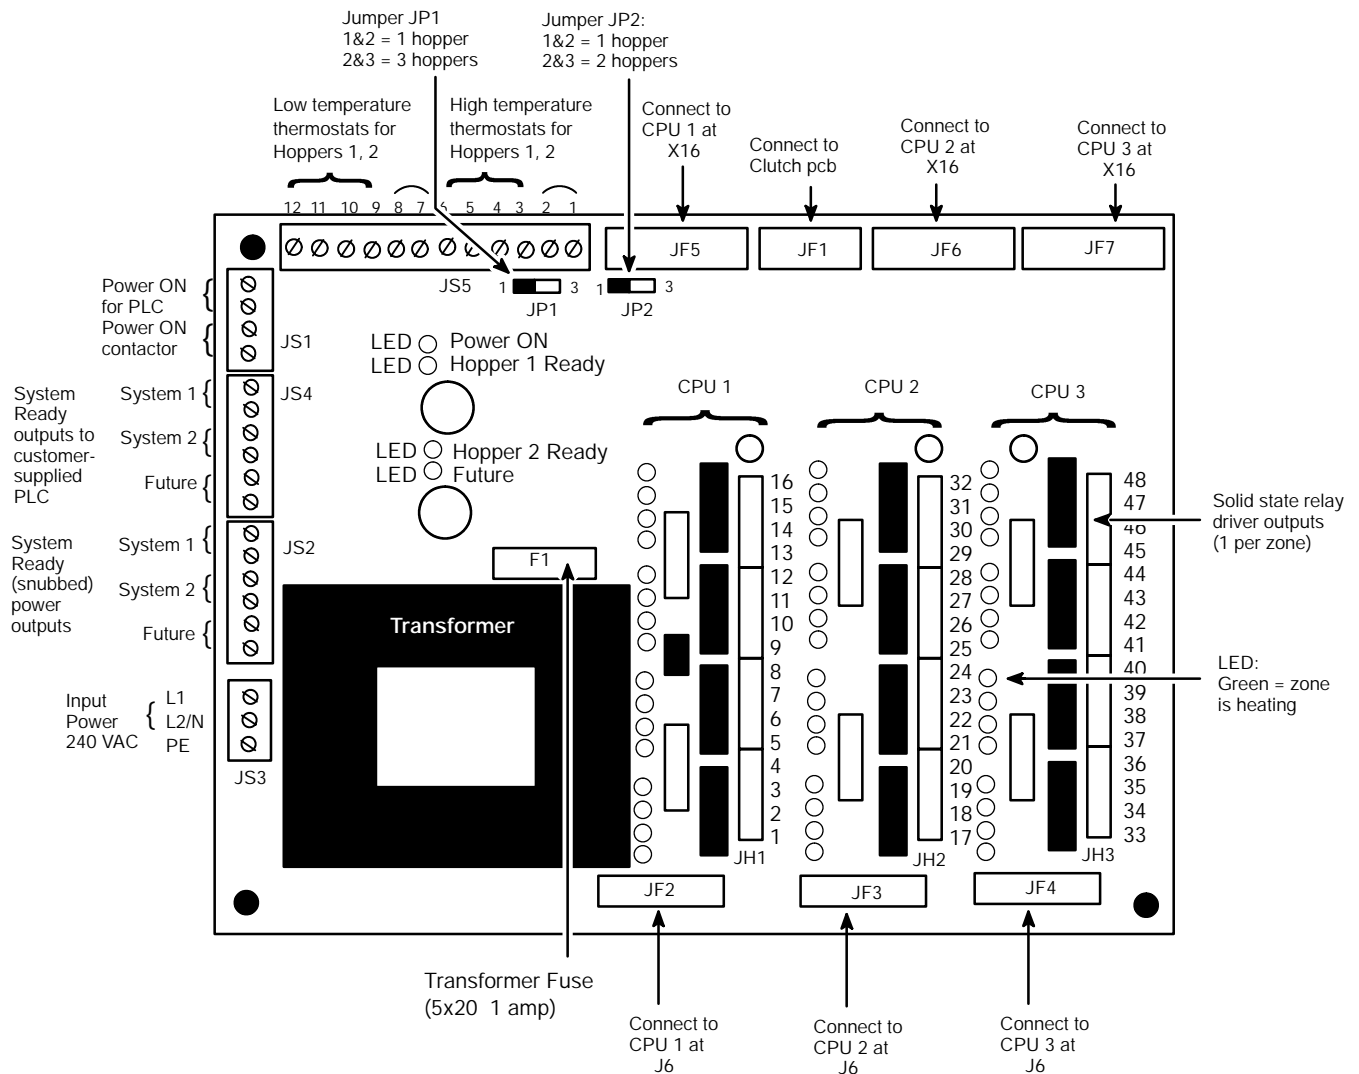 Jumper JP1
1&2 = 1 hopper
2&3 = 3 hoppers
Jumper JP2:
1&2 = 1 hopper
2&3 = 2 hoppers
Low temperature
thermostats for
Hoppers 1, 2
High temperature
thermostats for
Hoppers 1, 2
Connect to
CPU 1 at
X16
Connect to
Clutch pcb
Connect to
CPU 2 at
X16
Connect to
CPU 3 at
X16
12 11 10 9 8 7 6 5 4 3 2 1
JF5
JF1
JF6
JF7
JS5
1 3
JP1
1 3
JP2
Power ON
for PLC
Power ON
contactor
JS1
LED Power ON
LED Hopper 1 Ready
LED Hopper 2 Ready
LED Future
System
Ready
outputs to
customer-
supplied
PLC
System 1
System 2
Future
JS4
System
Ready
(snubbed)
power
outputs
System 1
System 2
Future
JS2
Input
Power
240 VAC
L1
L2/N
PE
JS3
F1
Transformer
CPU 1
16
15
14
13
12
11
10
9
8
7
6
5
4
3
2
1
JH1
CPU 2
32
31
30
29
28
27
26
25
24
23
22
21
20
19
18
17
JH2
CPU 3
48
47
46
45
44
43
42
41
40
39
38
37
36
35
34
33
JH3
Solid state relay
driver outputs
(1 per zone)
LED:
Green = zone
is heating
JF2
JF3
JF4
Transformer Fuse
(5x20 1 amp)
Connect to
CPU 1 at
J6
Connect to
CPU 2 at
J6
Connect to
CPU 3 at
J6